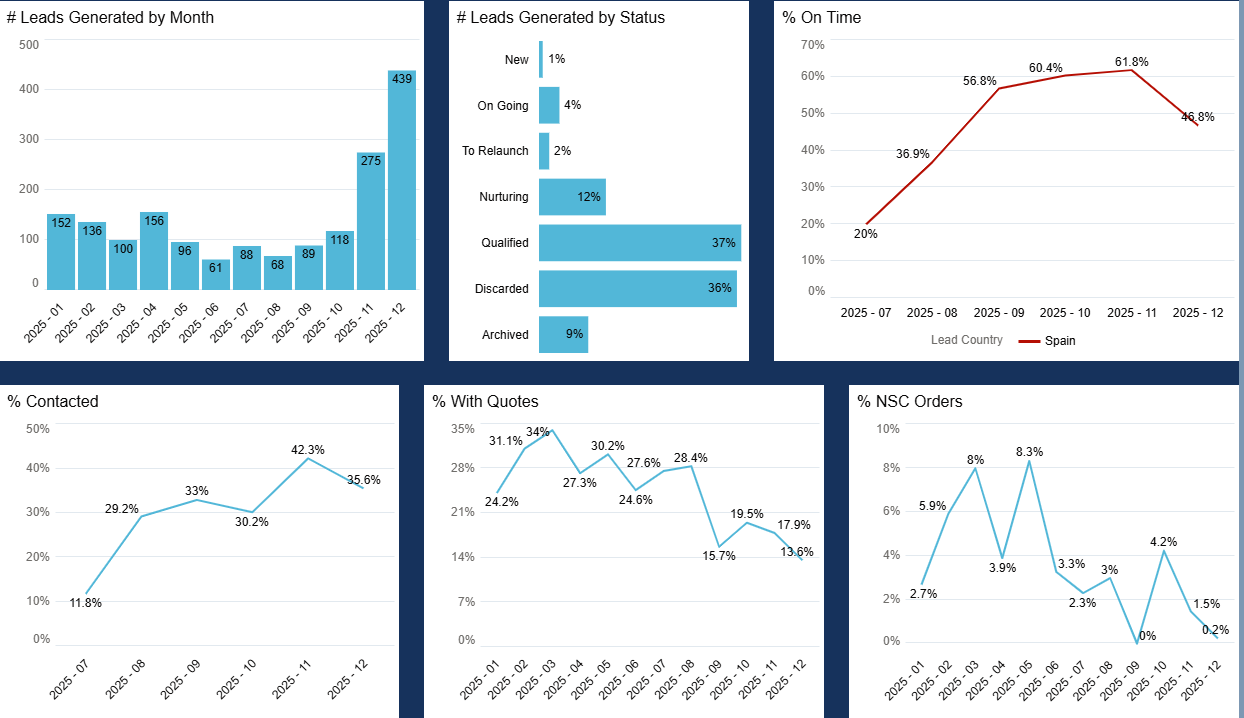 # Leads Generated by Month
500
400
300
200
100
0
152
136
100
156
96
61
88
68
89
118
275
439
2025 - 01
2025 - 02
2025 - 03
2025 - 04
2025 - 05
2025 - 06
2025 - 07
2025 - 08
2025 - 09
2025 - 10
2025 - 11
2025 - 12
# Leads Generated by Status
New 1%
On Going 4%
To Relaunch 2%
Nurturing 12%
Qualified 37%
Discarded 36%
Archived 9%
% On Time
70%
60%
50%
40%
30%
20%
10%
0%
20%
36.9%
56.8%
60.4%
61.8%
46.8%
2025 - 07
2025 - 08
2025 - 09
2025 - 10
2025 - 11
2025 - 12
Lead Country Spain
% Contacted
50%
40%
30%
20%
10%
0%
11.8%
29.2%
33%
30.2%
42.3%
35.6%
2025 - 07
2025 - 08
2025 - 09
2025 - 10
2025 - 11
2025 - 12
% With Quotes
35%
28%
21%
14%
7%
0%
24.2%
31.1%
34%
27.3%
30.2%
24.6%
27.6%
28.4%
15.7%
19.5%
17.9%
13.6%
2025 - 01
2025 - 02
2025 - 03
2025 - 04
2025 - 05
2025 - 06
2025 - 07
2025 - 08
2025 - 09
2025 - 10
2025 - 11
2025 - 12
% NSC Orders
10%
8%
6%
4%
2%
0%
2.7%
5.9%
8%
3.9%
8.3%
3.3%
2.3%
3%
0%
4.2%
1.5%
0.2%
2025 - 01
2025 - 02
2025 - 03
2025 - 04
2025 - 05
2025 - 06
2025 - 07
2025 - 08
2025 - 09
2025 - 10
2025 - 11
2025 - 12